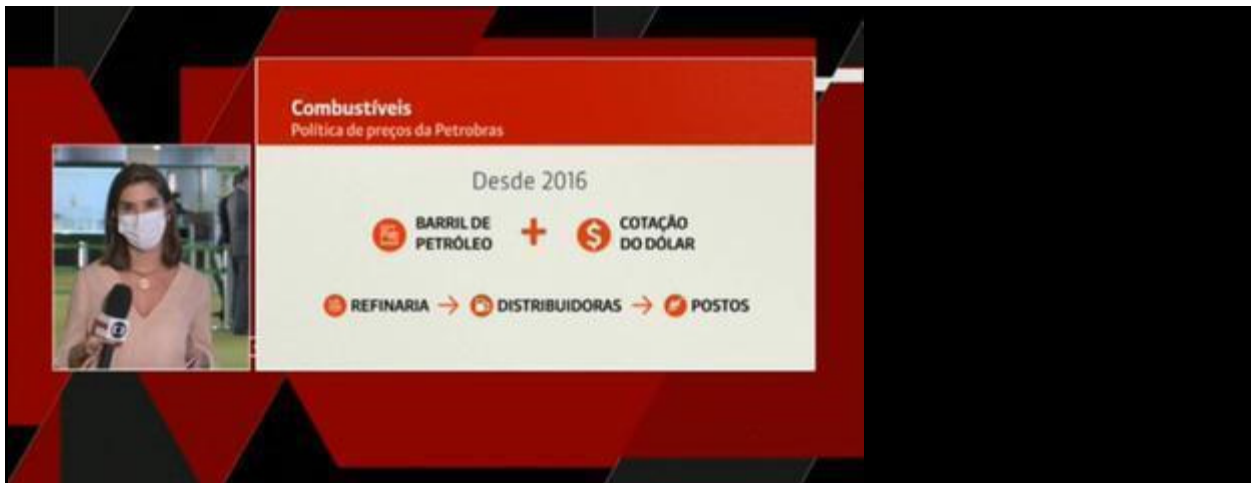 Combustíveis
Política de preços da Petrobras
Desde 2016
BARRIL DE
PETRÓLEO
+
COTAÇÃO
DO DÓLAR
$
REFINARIA → DISTRIBUIDORAS → POSTOS